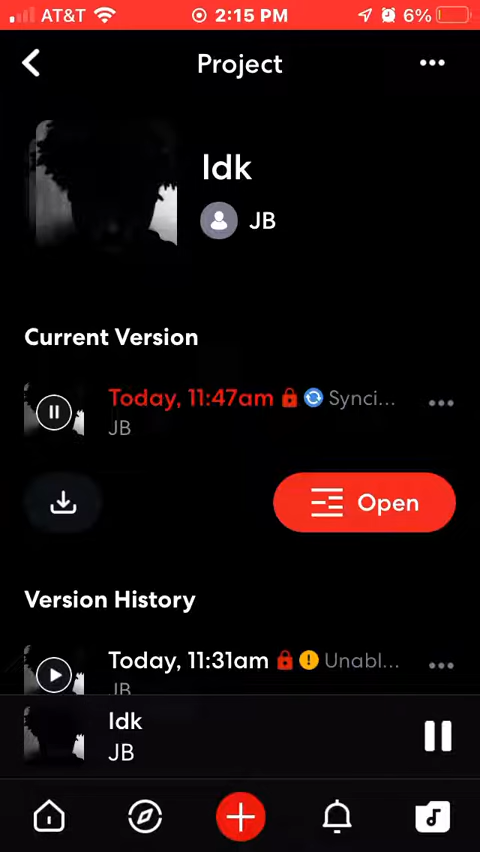 AT&T 2:15 PM 6%
Project
Idk
JB
Current Version
Today, 11:47am Synci...
JB
Open
Version History
Today, 11:31am Unabl...
JB
Idk
JB